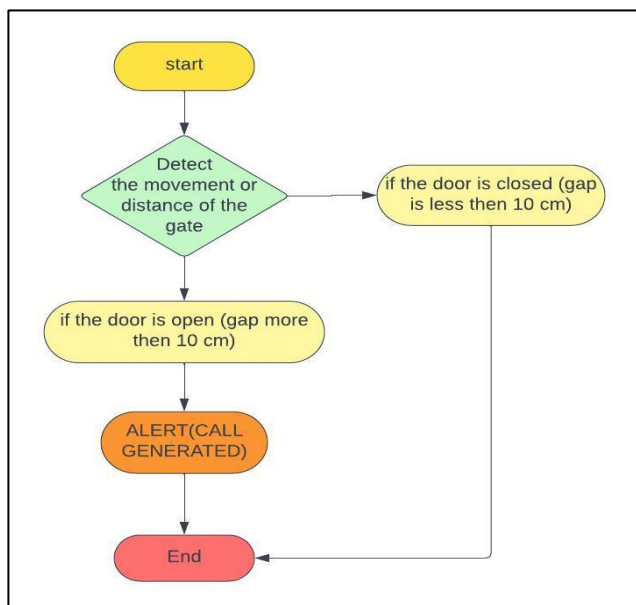 start
Detect
the movement or
distance of the
gate
if the door is closed (gap
is less then 10 cm)
if the door is open (gap more
then 10 cm)
ALERT(CALL
GENERATED)
End